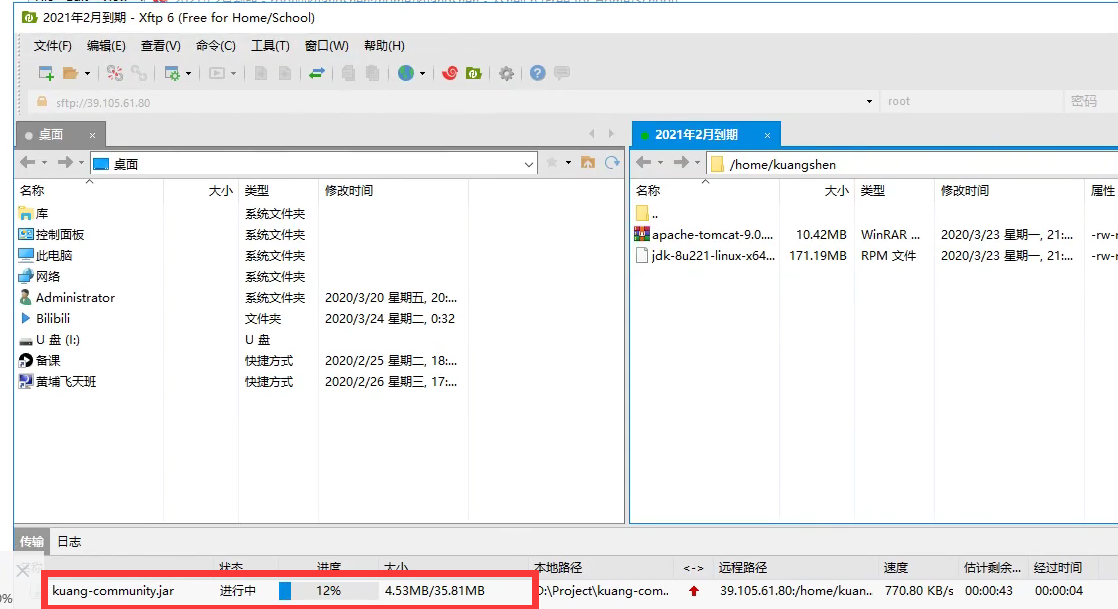 2021年2月到期 - Xftp 6 (Free for Home/School)
文件(F) 编辑(E) 查看(V) 命令(C) 工具(T) 窗口(W) 帮助(H)
sftp://39.105.61.80 root 密码
桌面 × 2021年2月到期 ×
桌面 /home/kuangshen
名称 大小 类型 修改时间 名称 大小 类型 修改时间 属性
库 系统文件夹 ..
控制面板 系统文件夹 apache-tomcat-9.0.... 10.42MB WinRAR ... 2020/3/23 星期一, 21:... -rw-r
此电脑 系统文件夹 jdk-8u221-linux-x64... 171.19MB RPM 文件 2020/3/23 星期一, 21:... -rw-r
网络 系统文件夹
Administrator 系统文件夹 2020/3/20 星期五, 20:...
Bilibili 文件夹 2020/3/24 星期二, 0:32
U 盘 (I:) U 盘
备课 快捷方式 2020/2/25 星期二, 18:...
黄埔飞天班 快捷方式 2020/2/26 星期三, 17:...
传输 日志
名称 状态 进度 大小 本地路径 <-> 远程路径 速度 估计剩余... 经过时间
kuang-community.jar 进行中 12% 4.53MB/35.81MB D:\Project\kuang-com... 39.105.61.80:/home/kuan... 770.80 KB/s 00:00:43 00:00:04
0%